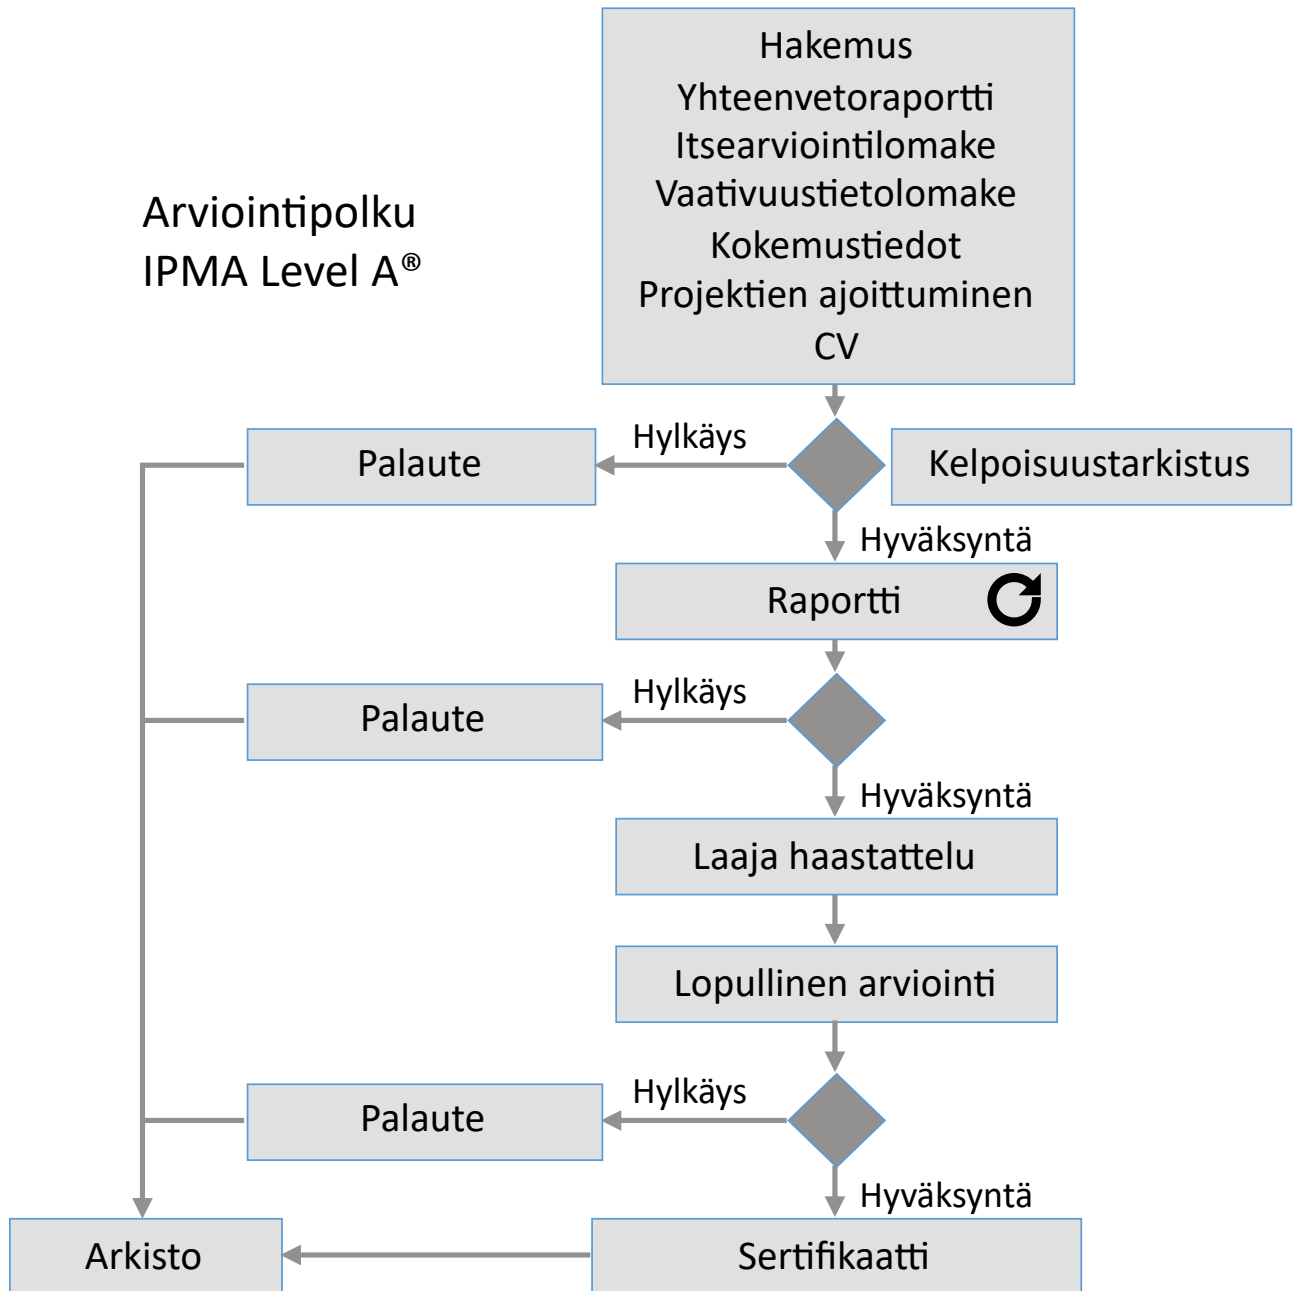 Arviointipolku
IPMA Level A®
Hakemus
Yhteenvetoraportti
Itsearviointilomake
Vaativuustietolomake
Kokemustiedot
Projektien ajoittuminen
CV
Palaute
Hylkäys
Kelpoisuustarkistus
Hyväksyntä
Raportti
Palaute
Hylkäys
Hyväksyntä
Laaja haastattelu
Lopullinen arviointi
Palaute
Hylkäys
Hyväksyntä
Arkisto
Sertifikaatti